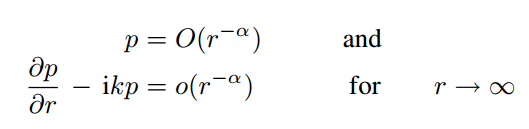 p = O(r^{-α}) and
∂p/∂r − ikp = o(r^{-α}) for r → ∞